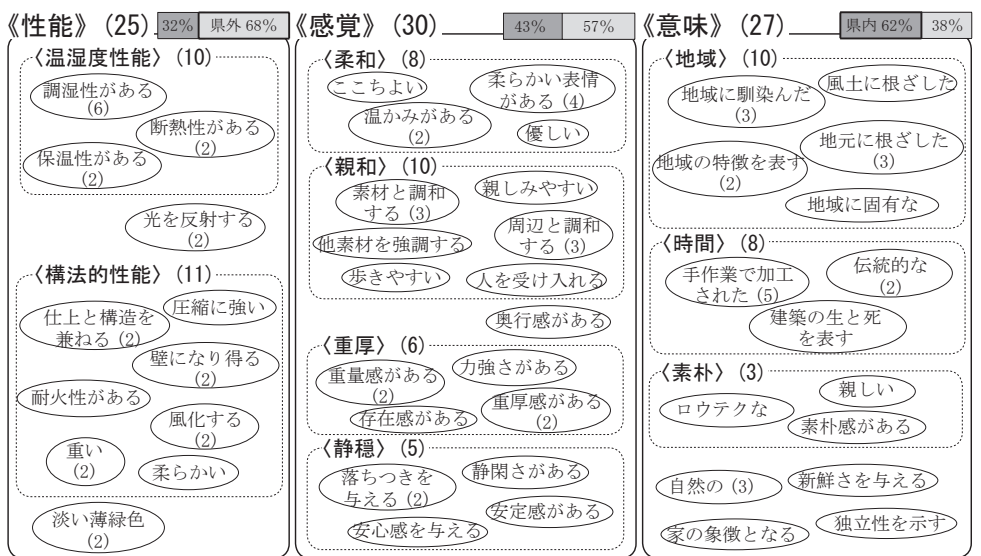 《性能》(25) 32% 県外 68%
〈温湿度性能〉(10)
調湿性がある
(6)
断熱性がある
(2)
保温性がある
(2)
光を反射する
(2)
〈構法的性能〉(11)
圧縮に強い
仕上と構造を
兼ねる (2)
壁になり得る
(2)
耐火性がある
風化する
(2)
重い
(2)
柔らかい
淡い薄緑色
(2)
《感覚》(30) 43% 57%
〈柔和〉(8)
ここちよい
柔らかい表情
がある (4)
温かみがある
(2)
優しい
〈親和〉(10)
素材と調和
する (3)
親しみやすい
周辺と調和
する (3)
他素材を強調する
歩きやすい
人を受け入れる
奥行感がある
〈重厚〉(6)
重量感がある
(2)
力強さがある
存在感がある
重厚感がある
(2)
〈静穏〉(5)
落ちつきを
与える (2)
静閑さがある
安定感がある
安心感を与える
《意味》(27) 県内 62% 38%
〈地域〉(10)
地域に馴染んだ
(3)
風土に根ざした
地元に根ざした
(3)
地域の特徴を表す
(2)
地域に固有な
〈時間〉(8)
手作業で加工
された (5)
伝統的な
(2)
建築の生と死
を表す
〈素朴〉(3)
親しい
ロウテクな
素朴感がある
自然の (3)
新鮮さを与える
家の象徴となる
独立性を示す